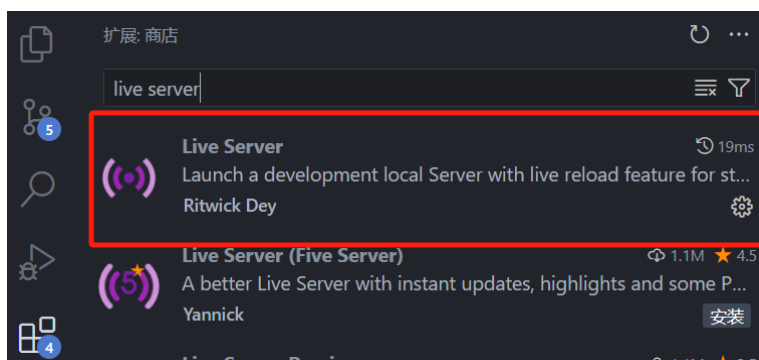 扩展: 商店
live server
Live Server
19ms
Launch a development local Server with live reload feature for st...
Ritwick Dey
5
Live Server (Five Server)
1.1M
4.5
A better Live Server with instant updates, highlights and some P...
Yannick
安装
4